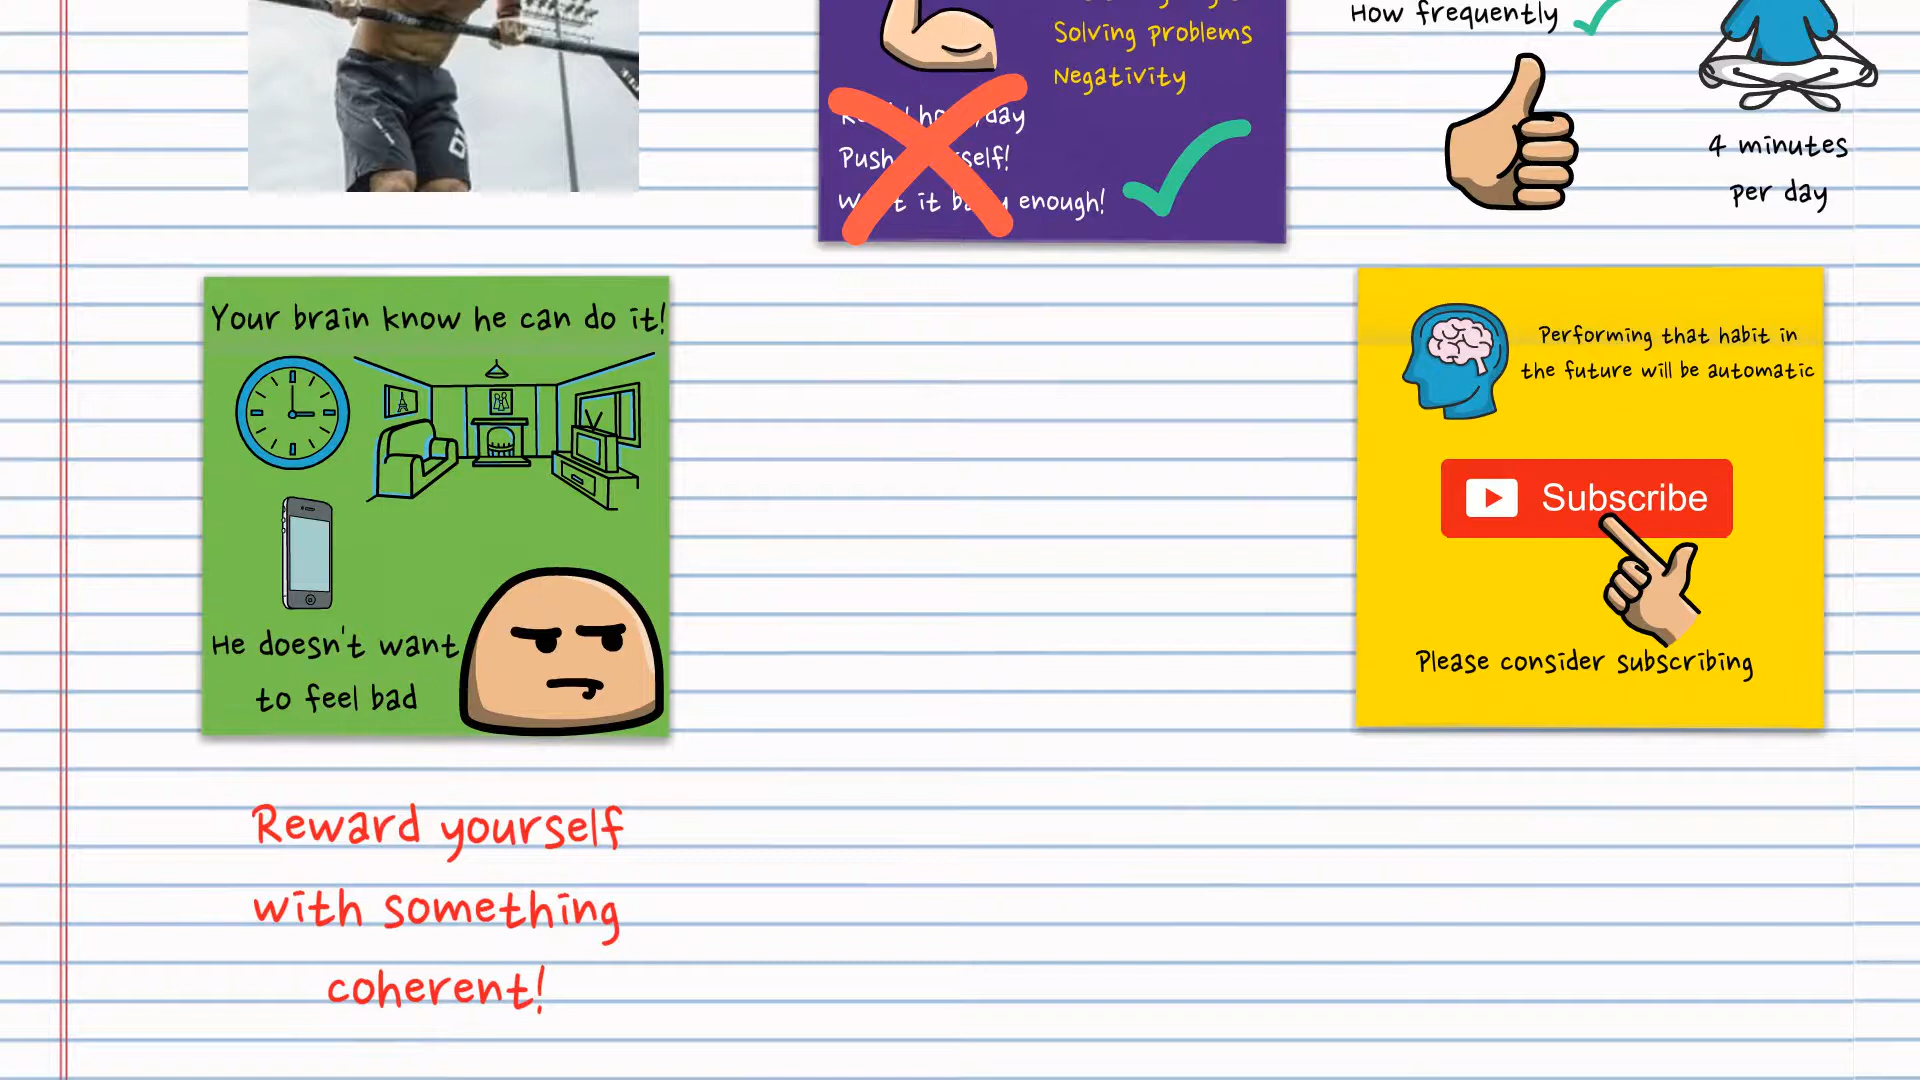 How frequently
Solving problems
Negativity
day
Push
self!
it
enough!
4 minutes
per day
Your brain know he can do it!
He doesn't want
to feel bad
Performing that habit in
the future will be automatic
Subscribe
Please consider subscribing
Reward yourself
with something
coherent!